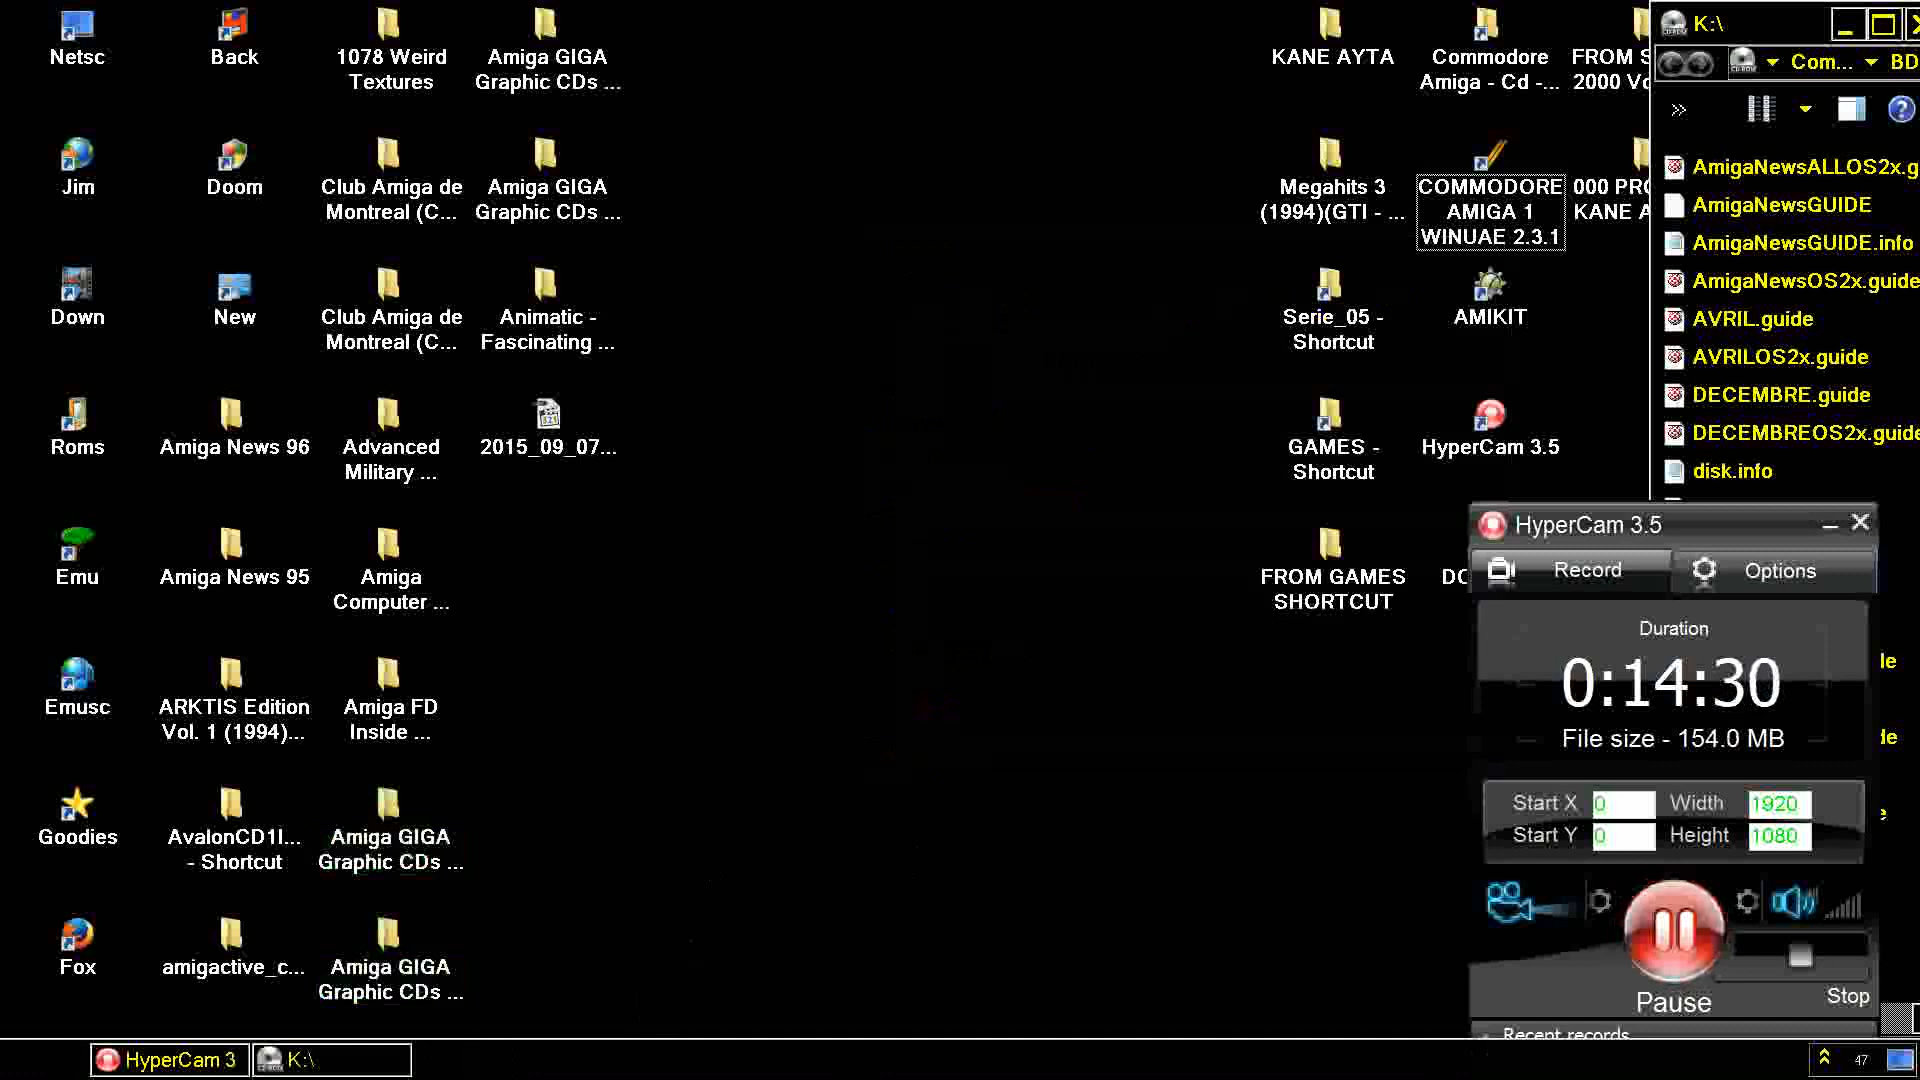 Netsc
Back
1078 Weird
Textures
Amiga GIGA
Graphic CDs ...
KANE AYTA
Commodore
Amiga - Cd -...
FROM S
2000 Vo
Jim
Doom
Club Amiga de
Montreal (C...
Amiga GIGA
Graphic CDs ...
Megahits 3
(1994)(GTI - ...
COMMODORE
AMIGA 1
WINUAE 2.3.1
000 PRO
KANE A
Down
New
Club Amiga de
Montreal (C...
Animatic -
Fascinating ...
Serie_05 -
Shortcut
AMIKIT
Roms
Amiga News 96
Advanced
Military ...
2015_09_07...
GAMES -
Shortcut
HyperCam 3.5
Emu
Amiga News 95
Amiga
Computer ...
FROM GAMES
SHORTCUT
DO
Emusc
ARKTIS Edition
Vol. 1 (1994)...
Amiga FD
Inside ...
Goodies
AvalonCD1I...
- Shortcut
Amiga GIGA
Graphic CDs ...
Fox
amigactive_c...
Amiga GIGA
Graphic CDs ...
K:\
Com... BD
AmigaNewsALLOS2x.g
AmigaNewsGUIDE
AmigaNewsGUIDE.info
AmigaNewsOS2x.guide
AVRIL.guide
AVRILOS2x.guide
DECEMBRE.guide
DECEMBREOS2x.guide
disk.info
HyperCam 3.5
Record Options
Duration
0:14:30
File size - 154.0 MB
Start X 0 Width 1920
Start Y 0 Height 1080
Pause
Stop
Recent records
HyperCam 3
K:\
47